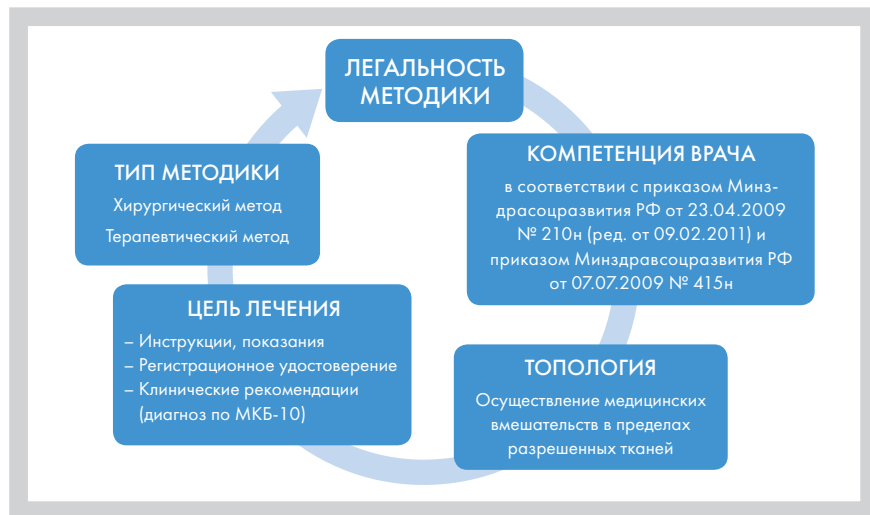 ЛЕГАЛЬНОСТЬ
МЕТОДИКИ
КОМПЕТЕНЦИЯ ВРАЧА
в соответствии с приказом Минз-
драсоцразвития РФ от 23.04.2009
№ 210н (ред. от 09.02.2011) и
приказом Минздравсоцразвития РФ
от 07.07.2009 № 415н
ТОПОЛОГИЯ
Осуществление медицинских
вмешательств в пределах
разрешенных тканей
ЦЕЛЬ ЛЕЧЕНИЯ
– Инструкции, показания
– Регистрационное удостоверение
– Клинические рекомендации
(диагноз по МКБ-10)
ТИП МЕТОДИКИ
Хирургический метод
Терапевтический метод